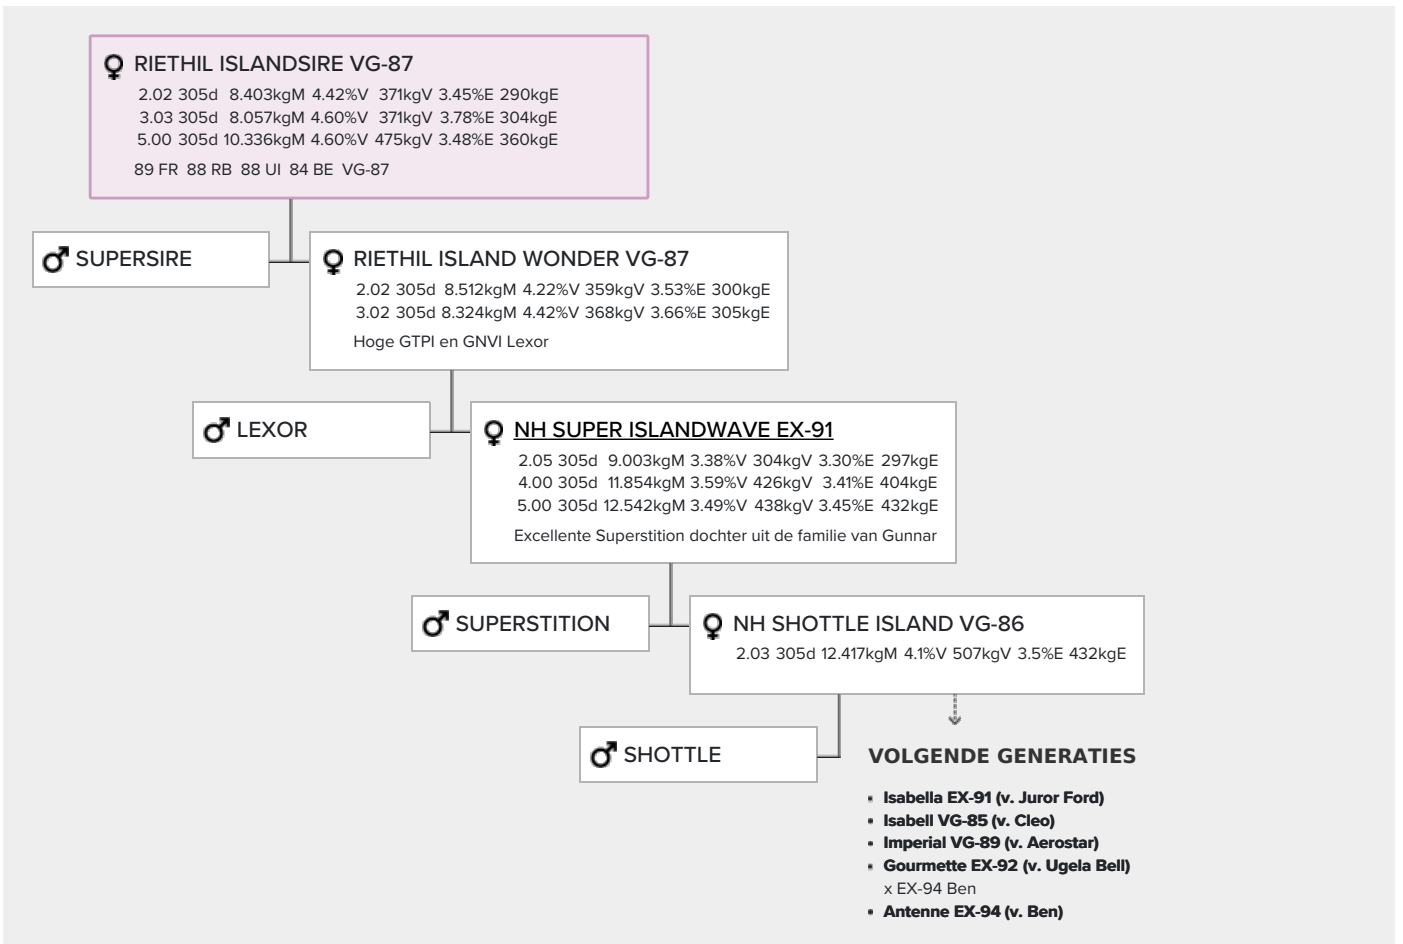 RIETHIL ISLANDSIRE VG-87
2.02 305d 8.403kgM 4.42%V 371kgV 3.45%E 290kgE
3.03 305d 8.057kgM 4.60%V 371kgV 3.78%E 304kgE
5.00 305d 10.336kgM 4.60%V 475kgV 3.48%E 360kgE
89 FR 88 RB 88 UI 84 BE VG-87
SUPERSIRE
RIETHIL ISLAND WONDER VG-87
2.02 305d 8.512kgM 4.22%V 359kgV 3.53%E 300kgE
3.02 305d 8.324kgM 4.42%V 368kgV 3.66%E 305kgE
Hoge GTPI en GNVI Lexor
LEXOR
NH SUPER ISLANDWAVE EX-91
2.05 305d 9.003kgM 3.38%V 304kgV 3.30%E 297kgE
4.00 305d 11.854kgM 3.59%V 426kgV 3.41%E 404kgE
5.00 305d 12.542kgM 3.49%V 438kgV 3.45%E 432kgE
Excellente Superstition dochter uit de familie van Gunnar
SUPERSTITION
NH SHOTTLE ISLAND VG-86
2.03 305d 12.417kgM 4.1%V 507kgV 3.5%E 432kgE
SHOTTLE
VOLGENDE GENERATIES
• Isabella EX-91 (v. Juror Ford)
• Isabell VG-85 (v. Cleo)
• Imperial VG-89 (v. Aerostar)
• Gourmette EX-92 (v. Ugela Bell)
x EX-94 Ben
• Antenne EX-94 (v. Ben)